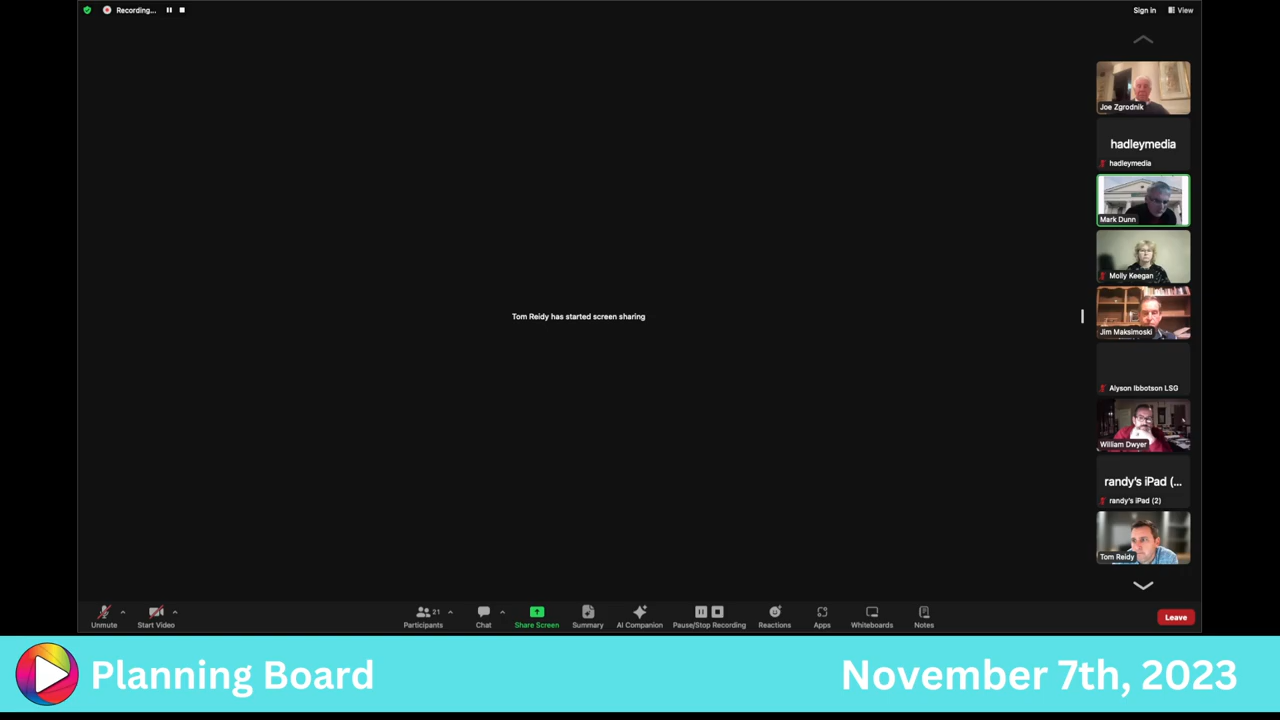 Recording...
Sign in
View
Joe Zgrodnik
hadleymedia
hadleymedia
Mark Dunn
Molly Keegan
Jim Maksimoski
Tom Reidy has started screen sharing
Alyson Ibbotson LSG
William Dwyer
randy's iPad (...
randy's iPad (2)
Tom Reidy
Unmute
Start Video
21
Participants
Chat
Share Screen
Summary
AI Companion
Pause/Stop Recording
Reactions
Apps
Whiteboards
Notes
Leave
Planning Board
November 7th, 2023